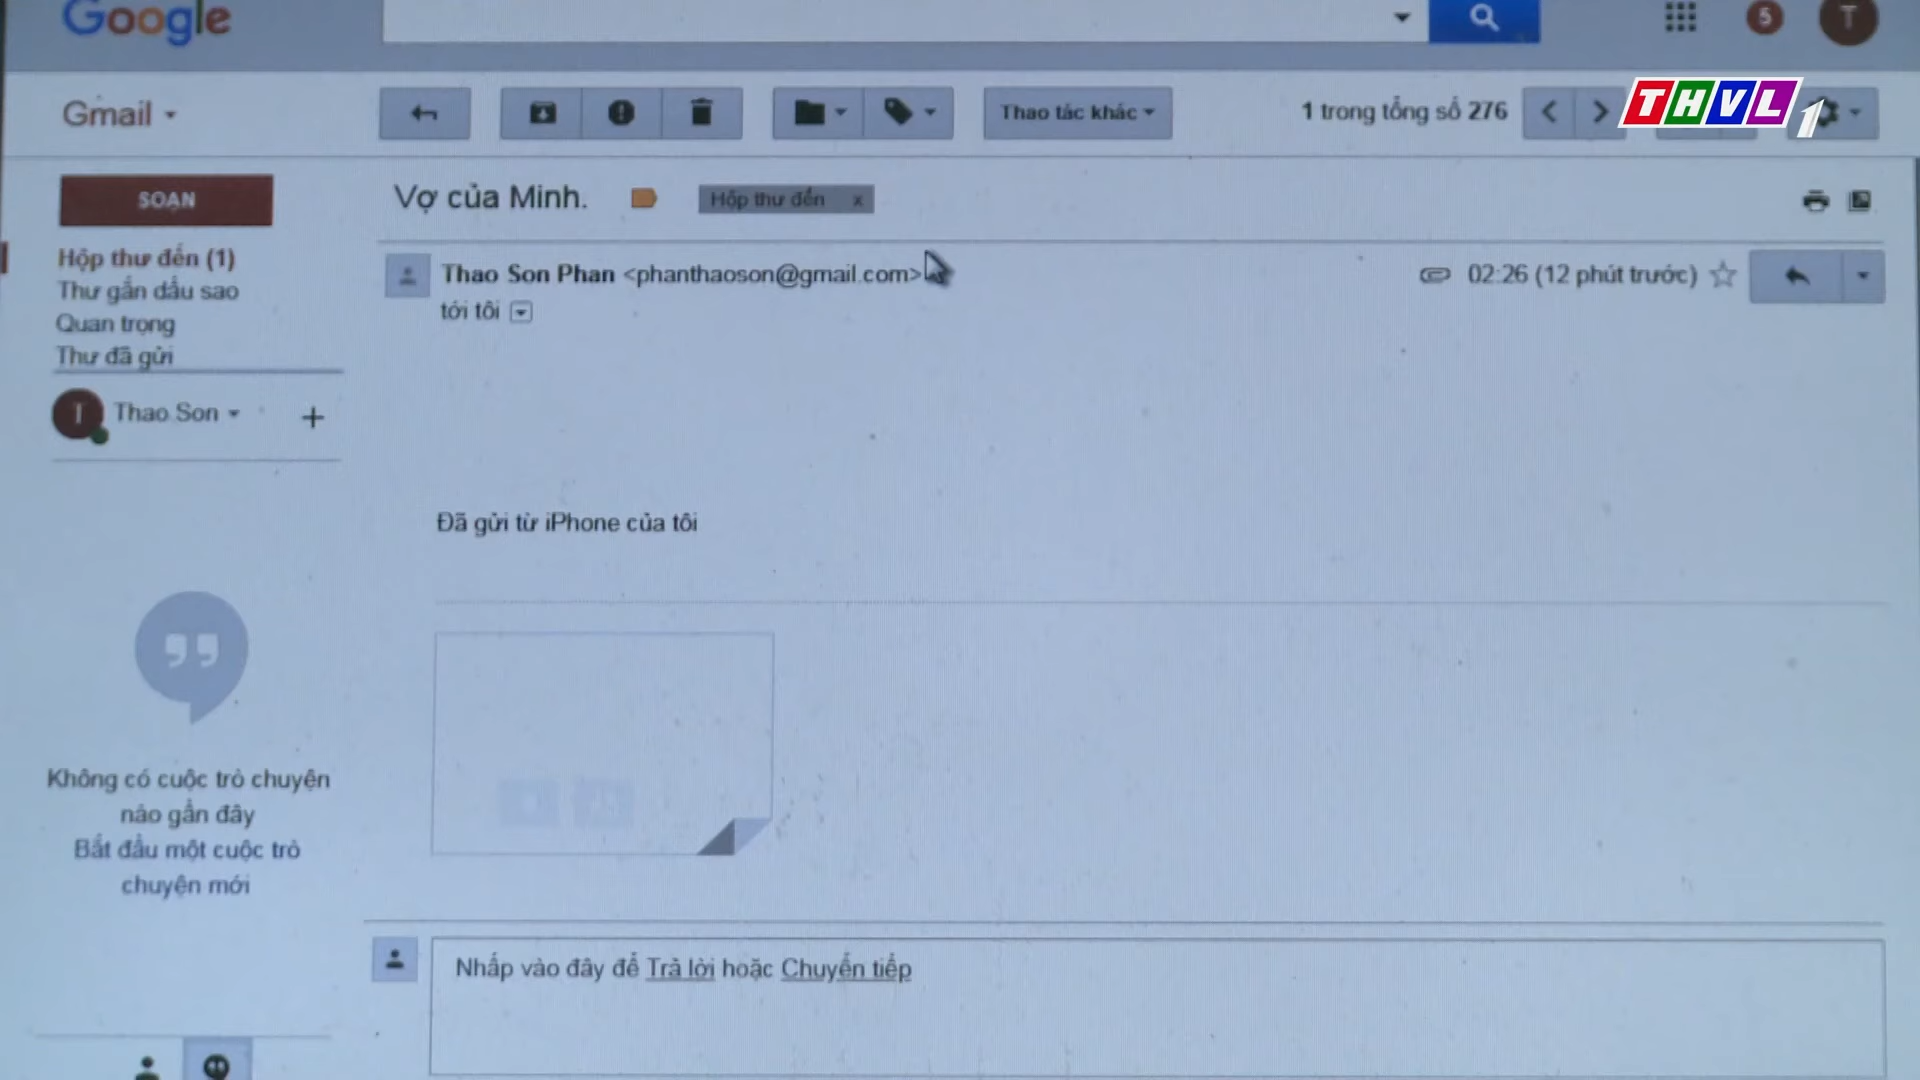 Google
5
T
THVL1
Gmail
Thao tác khác
1 trong tổng số 276
SOẠN
Vợ của Minh.
Hộp thư đến x
Hộp thư đến (1)
Thư gắn dấu sao
Quan trọng
Thư đã gửi
Thao Son Phan <phanthaoson@gmail.com>
02:26 (12 phút trước)
tới tôi
T
Thao Son
+
Đã gửi từ iPhone của tôi
Không có cuộc trò chuyện
nào gần đây
Bắt đầu một cuộc trò
chuyện mới
Nhấp vào đây để Trả lời hoặc Chuyển tiếp